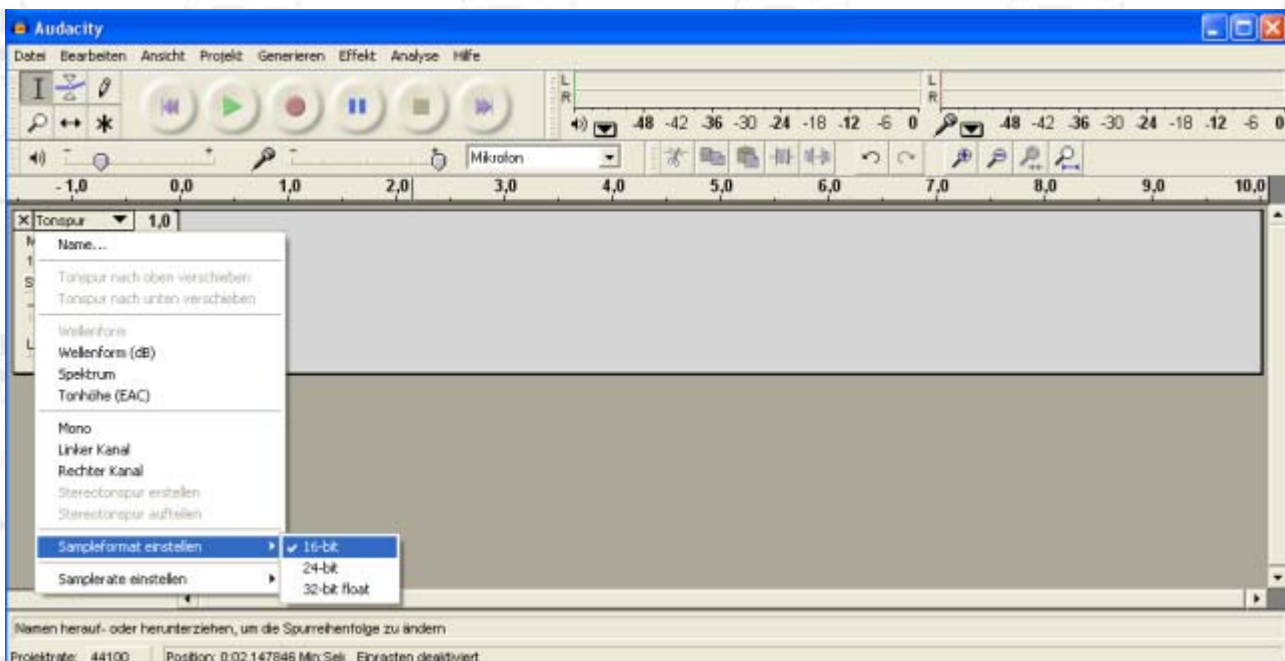 Audacity
Datei Bearbeiten Ansicht Projekt Generieren Effekt Analyse Hilfe
L
R
-48 -42 -36 -30 -24 -18 -12 -6 0
L
R
-48 -42 -36 -30 -24 -18 -12 -6 0
- + - + Mikrofon
- 1,0 0,0 1,0 2,0 3,0 4,0 5,0 6,0 7,0 8,0 9,0 10,0
Tonspur 1,0
Name...
Tonspur nach oben verschieben
Tonspur nach unten verschieben
Wellenform
Wellenform (dB)
Spektrum
Tonhöhe (EAC)
Mono
Linker Kanal
Rechter Kanal
Stereotonspur erstellen
Stereotonspur aufteilen
Sampleformat einstellen
16-bit
24-bit
32-bit float
Samplerate einstellen
Namen herauf- oder herunterziehen, um die Spurreihenfolge zu ändern
Projektrate: 44100 Position: 0:02.147846 Min:Sek Einrasten deaktiviert